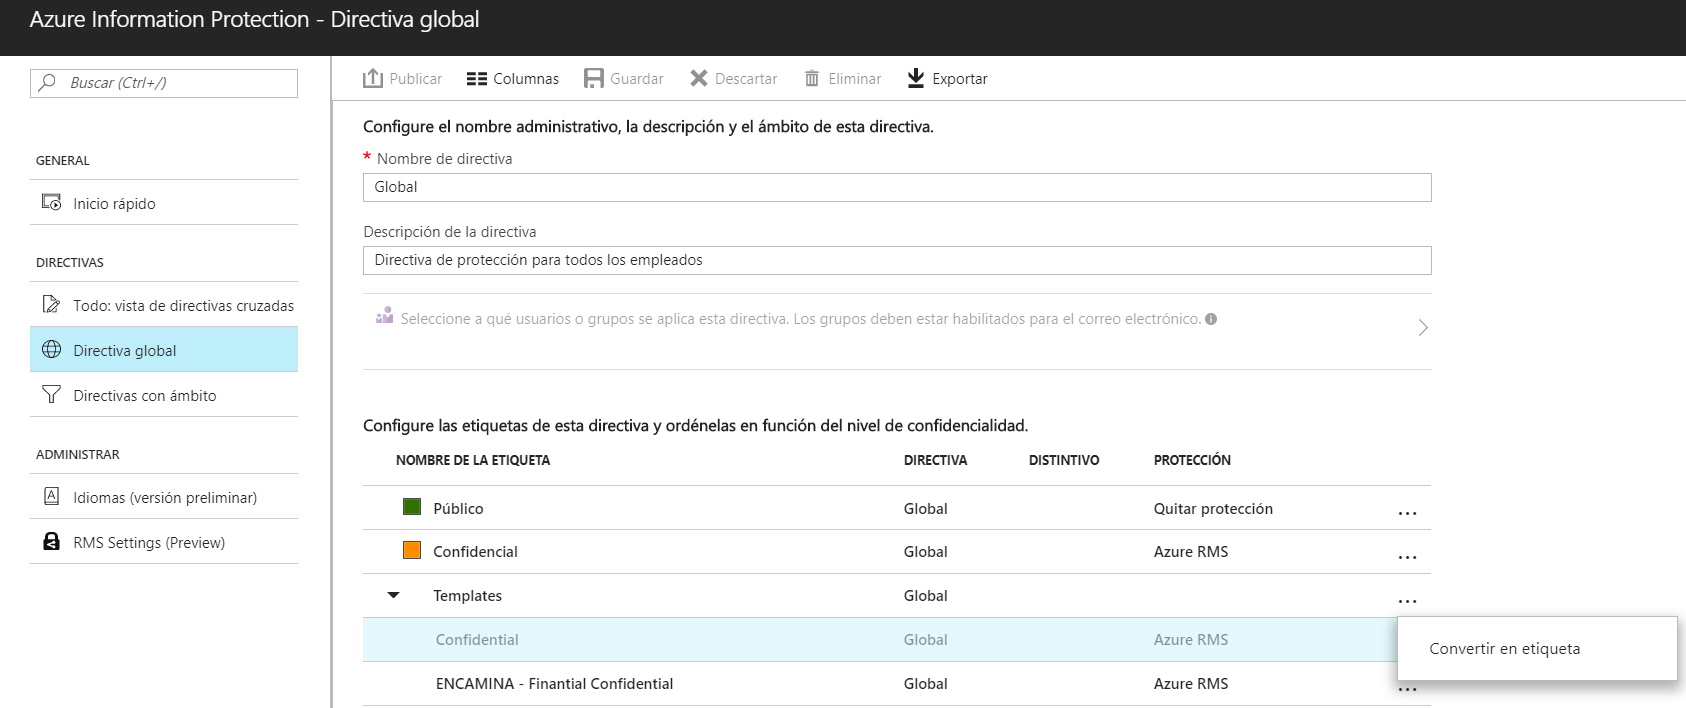 Azure Information Protection - Directiva global
Buscar (Ctrl+/)
GENERAL
Inicio rápido
DIRECTIVAS
Todo: vista de directivas cruzadas
Directiva global
Directivas con ámbito
ADMINISTRAR
Idiomas (versión preliminar)
RMS Settings (Preview)
Publicar Columnas Guardar Descartar Eliminar Exportar
Configure el nombre administrativo, la descripción y el ámbito de esta directiva.
* Nombre de directiva
Global
Descripción de la directiva
Directiva de protección para todos los empleados
Seleccione a qué usuarios o grupos se aplica esta directiva. Los grupos deben estar habilitados para el correo electrónico.
Configure las etiquetas de esta directiva y ordénelas en función del nivel de confidencialidad.
NOMBRE DE LA ETIQUETA DIRECTIVA DISTINTIVO PROTECCIÓN
Público Global Quitar protección ...
Confidencial Global Azure RMS ...
Templates Global ...
Confidential Global Azure RMS
Convertir en etiqueta
ENCAMINA - Finantial Confidential Global Azure RMS ...